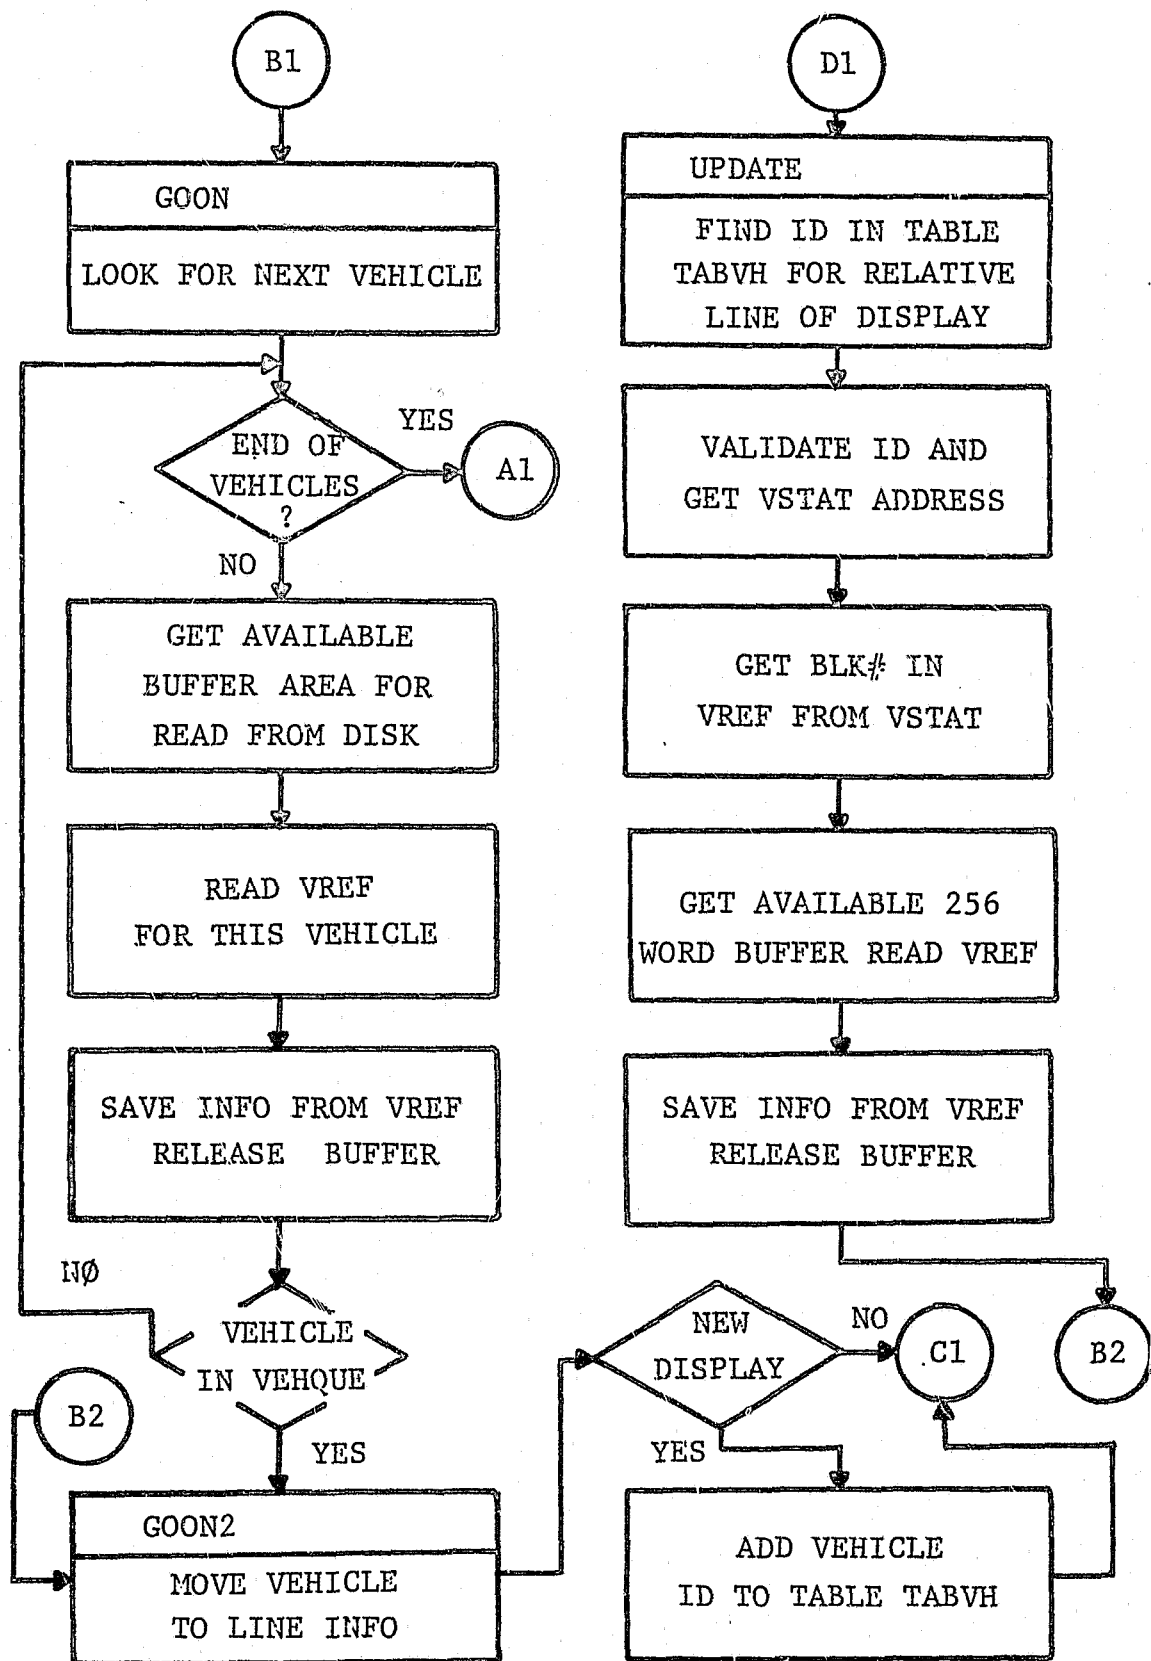 B1
GOON
LOOK FOR NEXT VEHICLE
END OF
VEHICLES
?
YES
A1
NO
GET AVAILABLE
BUFFER AREA FOR
READ FROM DISK
READ VREF
FOR THIS VEHICLE
SAVE INFO FROM VREF
RELEASE BUFFER
NØ
VEHICLE
IN VEHQUE
B2
YES
GOON2
MOVE VEHICLE
TO LINE INFO
D1
UPDATE
FIND ID IN TABLE
TABVH FOR RELATIVE
LINE OF DISPLAY
VALIDATE ID AND
GET VSTAT ADDRESS
GET BLK# IN
VREF FROM VSTAT
GET AVAILABLE 256
WORD BUFFER READ VREF
SAVE INFO FROM VREF
RELEASE BUFFER
NEW
DISPLAY
NO
C1
B2
YES
ADD VEHICLE
ID TO TABLE TABVH